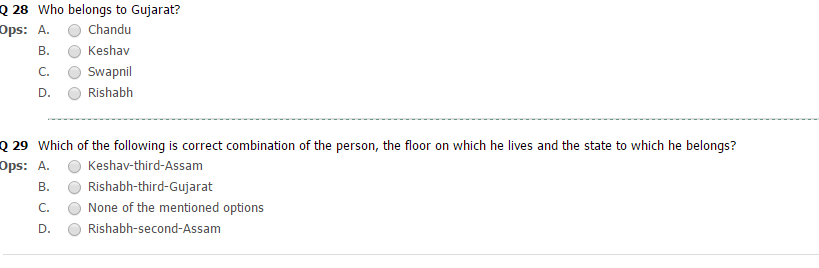 Q 28 Who belongs to Gujarat?
Ops: A. Chandu
B. Keshav
C. Swapnil
D. Rishabh
Q 29 Which of the following is correct combination of the person, the floor on which he lives and the state to which he belongs?
Ops: A. Keshav-third-Assam
B. Rishabh-third-Gujarat
C. None of the mentioned options
D. Rishabh-second-Assam